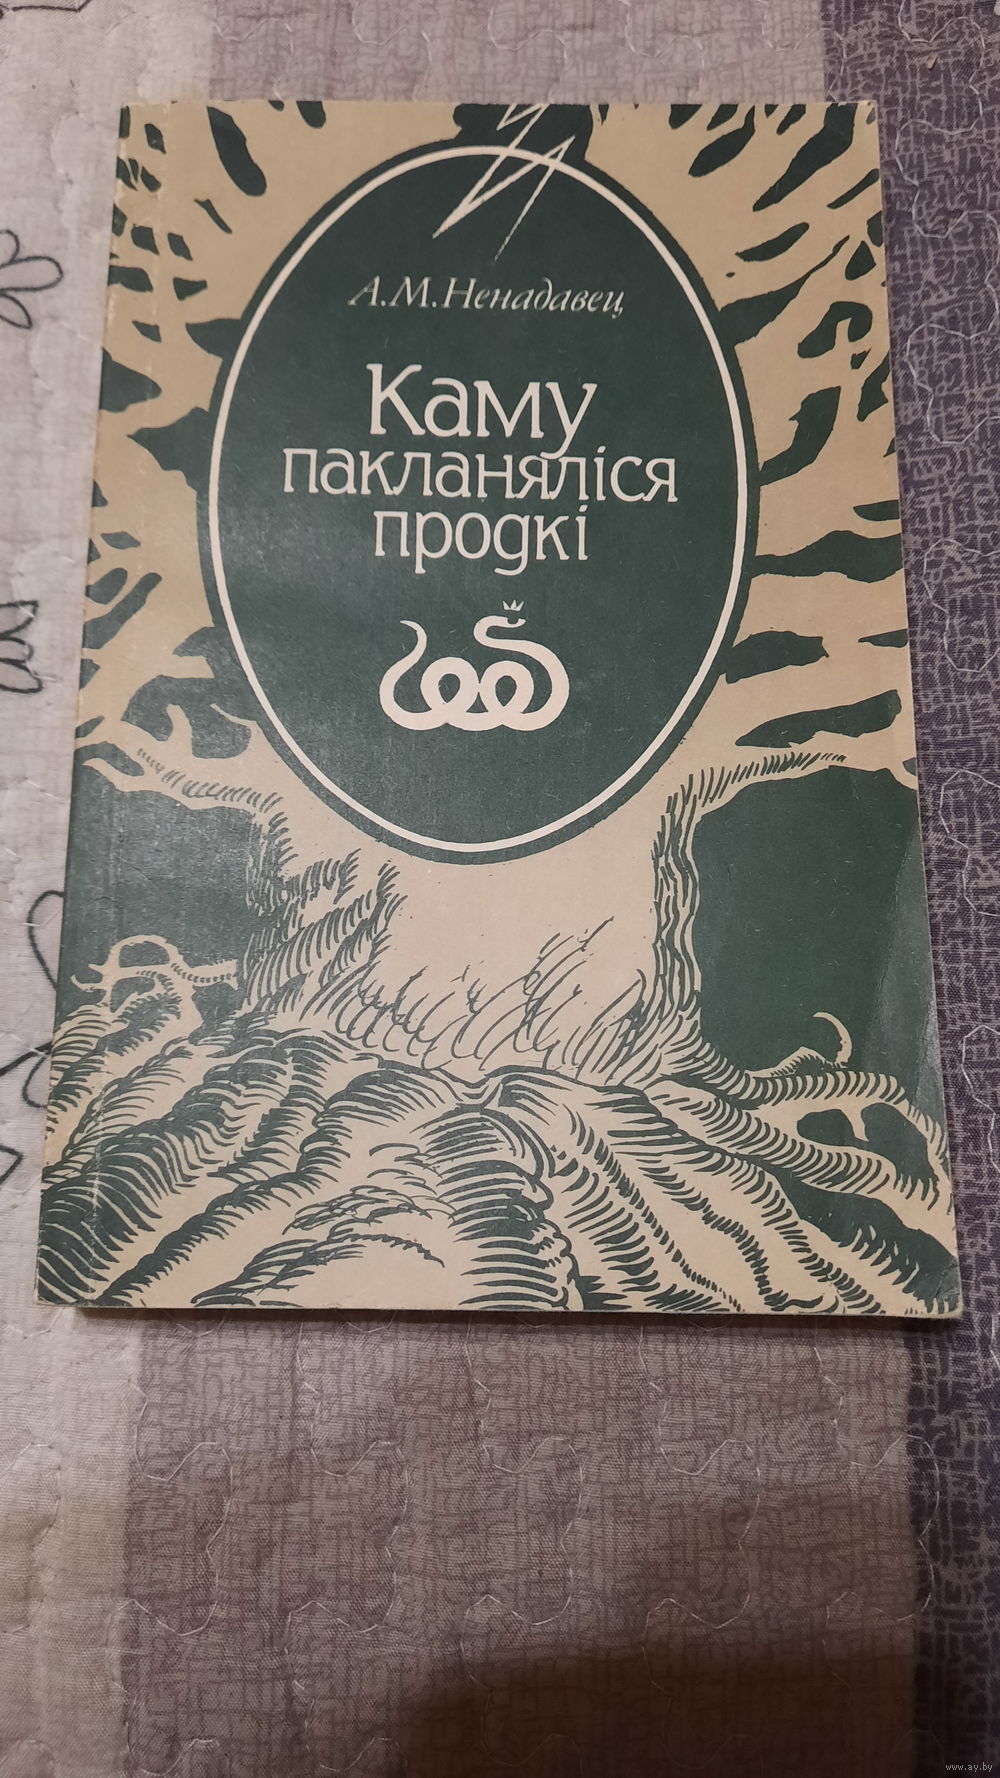 А.М.Ненадавец
Каму
пакланяліся
продкі
www.ay.by